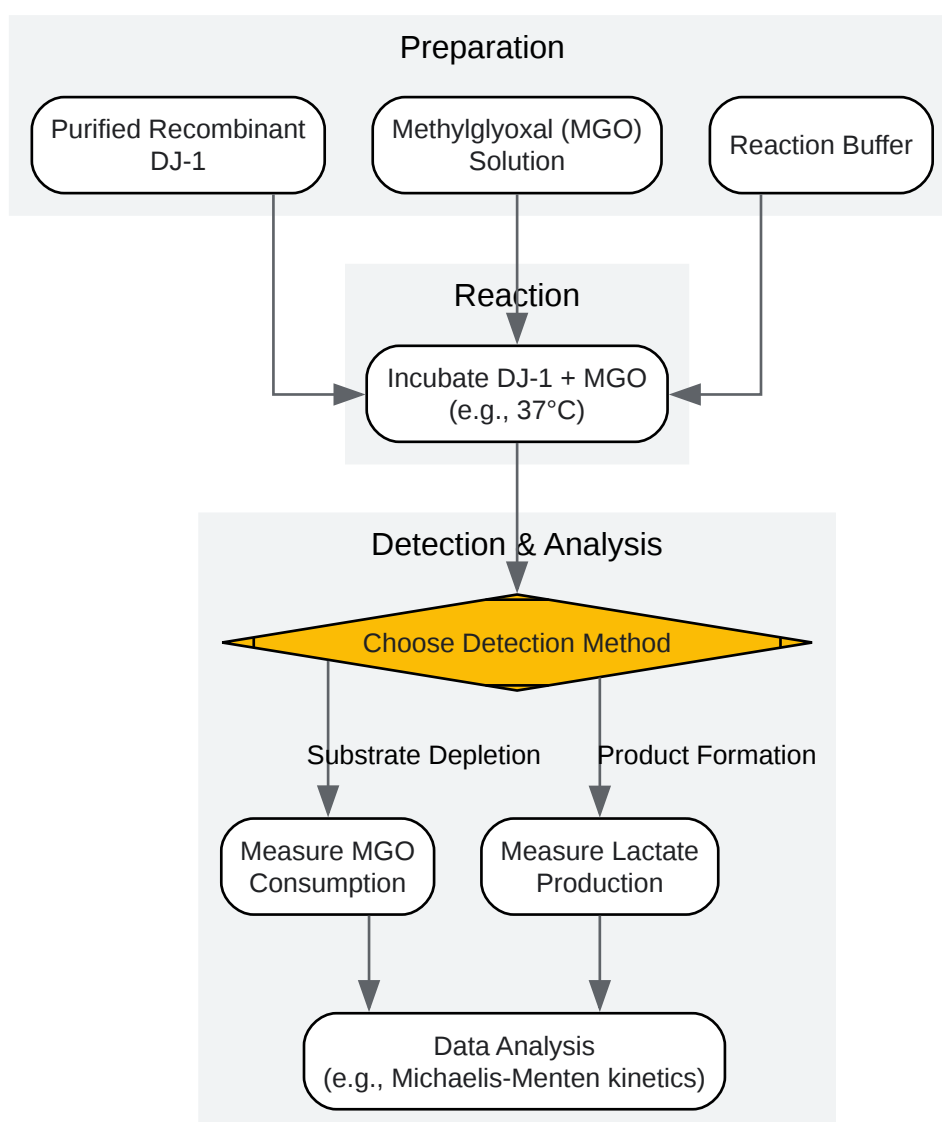 Preparation
Purified Recombinant
DJ-1
Methylglyoxal (MGO)
Solution
Reaction Buffer
Reaction
Incubate DJ-1 + MGO
(e.g., 37°C)
Detection & Analysis
Choose Detection Method
Substrate Depletion
Product Formation
Measure MGO
Consumption
Measure Lactate
Production
Data Analysis
(e.g., Michaelis-Menten kinetics)